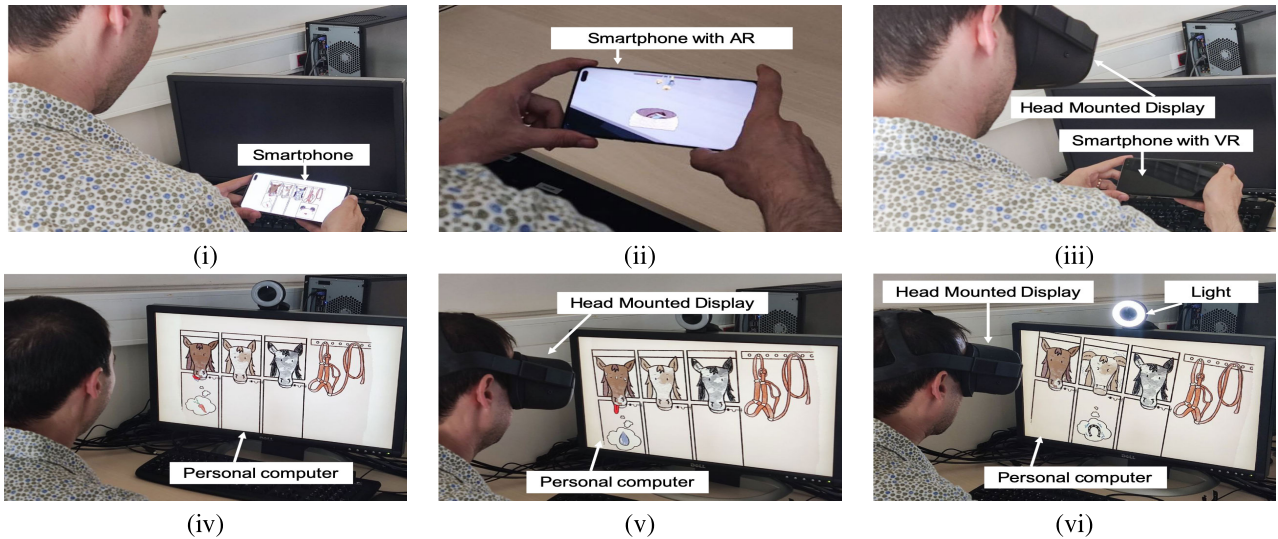 Smartphone
(i)
Smartphone with AR
(ii)
Head Mounted Display
Smartphone with VR
(iii)
Personal computer
(iv)
Head Mounted Display
Personal computer
(v)
Head Mounted Display
Light
DELL
Personal computer
(vi)